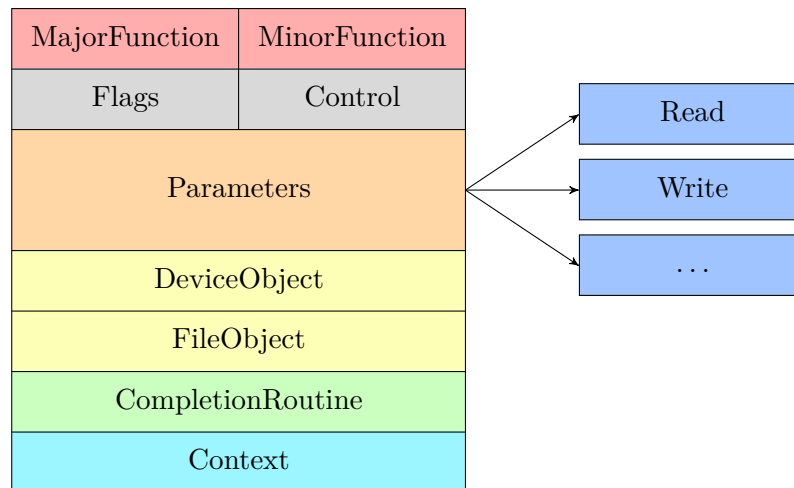 MajorFunction MinorFunction
Flags Control
Parameters
DeviceObject
FileObject
CompletionRoutine
Context
Read
Write
...